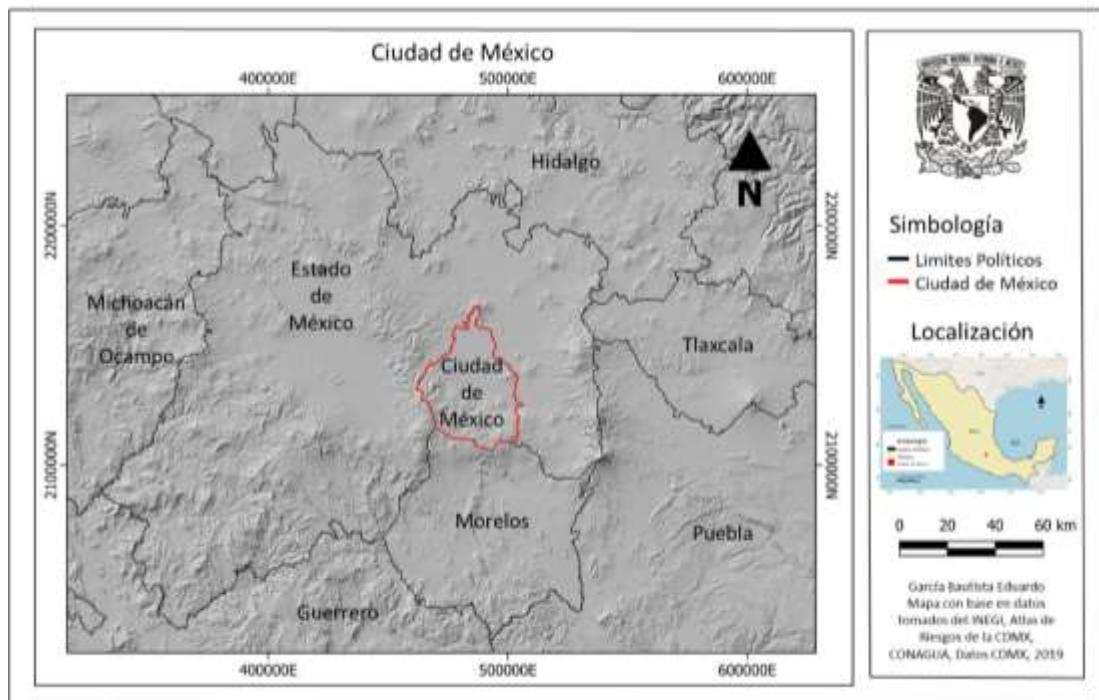 Ciudad de México
400000E
500000E
600000E
2200000N
2200000N
2100000N
2100000N
Hidalgo
N
Estado
de
México
Michoacán
de
Ocampo
Tlaxcala
Ciudad
de
México
Morelos
Puebla
Guerrero
400000E
500000E
600000E
Simbología
Limites Políticos
Ciudad de México
Localización
0 20 40 60 km
García Bautista Eduardo
Mapa con base en datos
tomados del INEGI, Atlas de
Riesgos de la CDMX,
CONAGUA, Datos CDMX, 2019